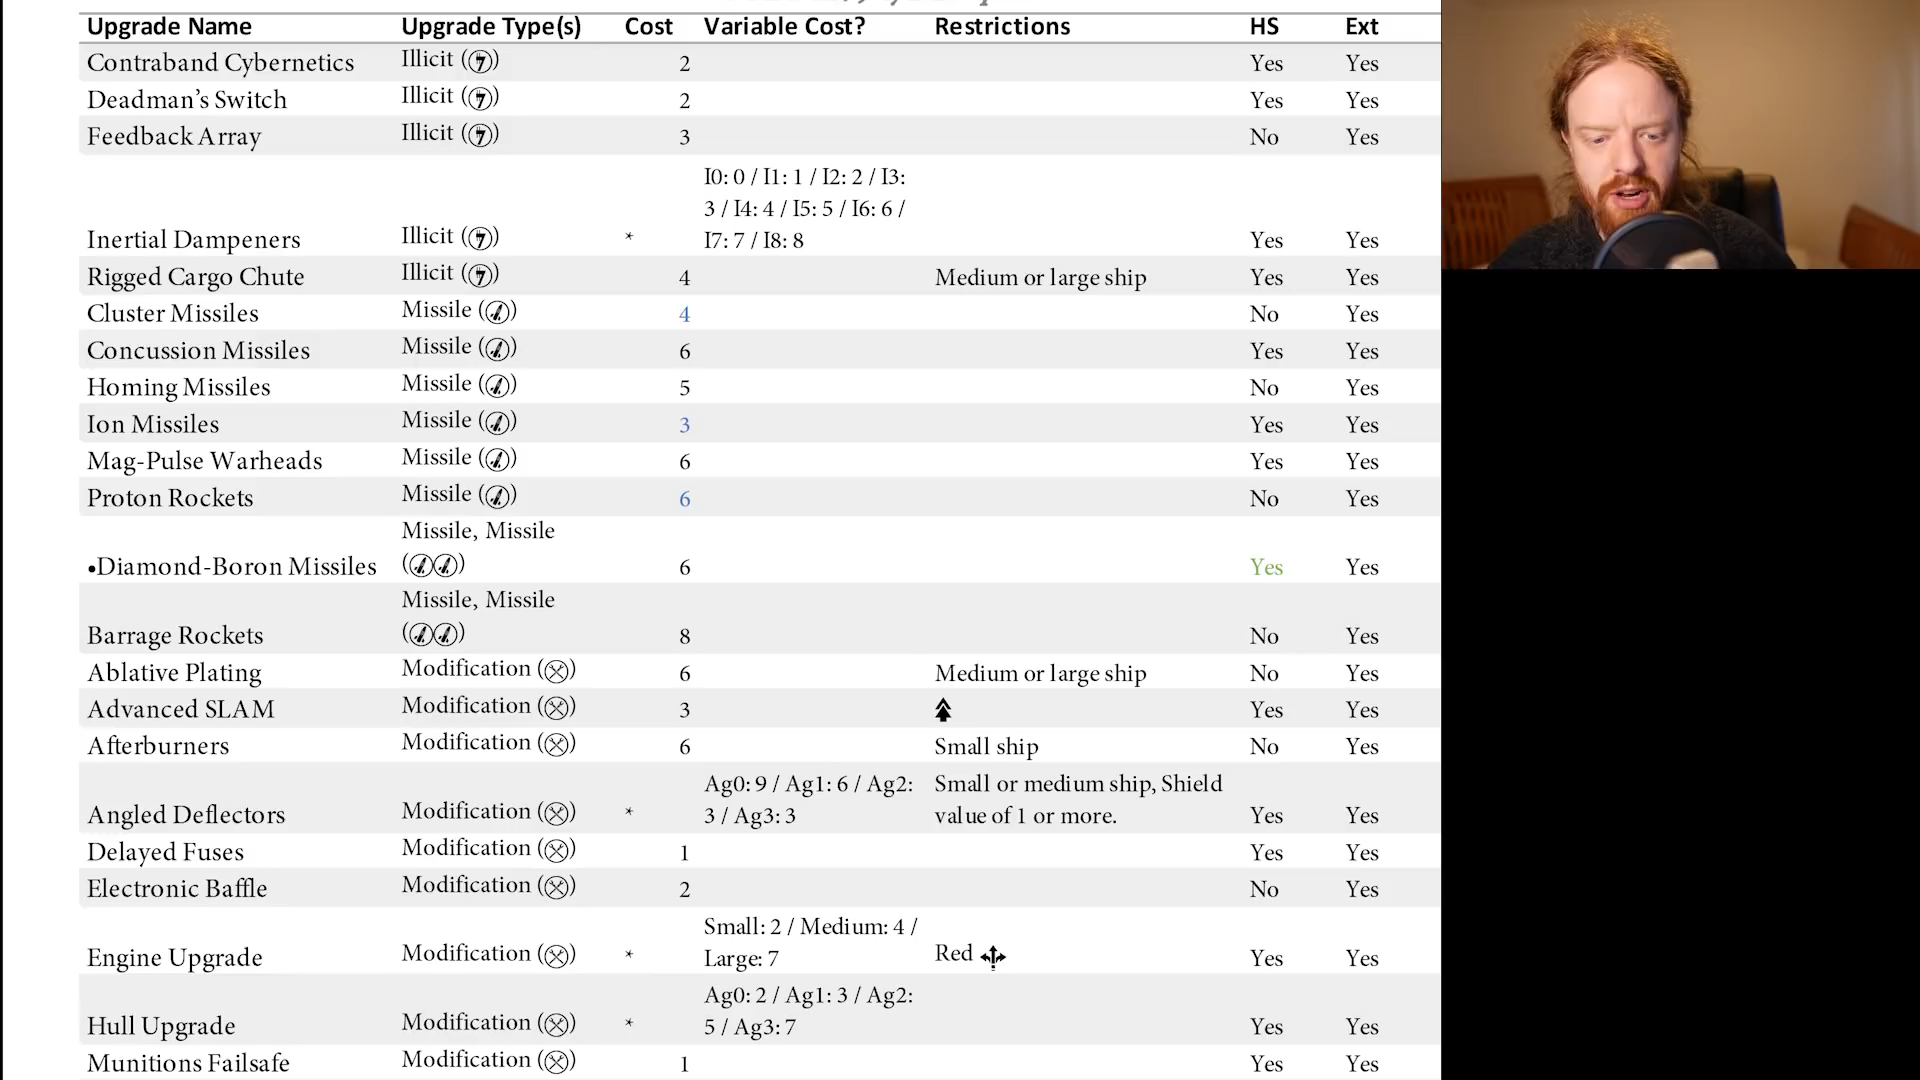 Upgrade Name Upgrade Type(s) Cost Variable Cost? Restrictions HS Ext
Contraband Cybernetics Illicit () 2 Yes Yes
Deadman’s Switch Illicit () 2 Yes Yes
Feedback Array Illicit () 3 No Yes
I0: 0 / I1: 1 / I2: 2 / I3:
3 / I4: 4 / I5: 5 / I6: 6 /
Inertial Dampeners Illicit () * I7: 7 / I8: 8 Yes Yes
Rigged Cargo Chute Illicit () 4 Medium or large ship Yes Yes
Cluster Missiles Missile () 4 No Yes
Concussion Missiles Missile () 6 Yes Yes
Homing Missiles Missile () 5 No Yes
Ion Missiles Missile () 3 Yes Yes
Mag-Pulse Warheads Missile () 6 Yes Yes
Proton Rockets Missile () 6 No Yes
Missile, Missile
•Diamond-Boron Missiles () 6 Yes Yes
Missile, Missile
Barrage Rockets () 8 No Yes
Ablative Plating Modification () 6 Medium or large ship No Yes
Advanced SLAM Modification () 3 Yes Yes
Afterburners Modification () 6 Small ship No Yes
Ag0: 9 / Ag1: 6 / Ag2: Small or medium ship, Shield
Angled Deflectors Modification () * 3 / Ag3: 3 value of 1 or more. Yes Yes
Delayed Fuses Modification () 1 Yes Yes
Electronic Baffle Modification () 2 No Yes
Small: 2 / Medium: 4 /
Engine Upgrade Modification () * Large: 7 Red Yes Yes
Ag0: 2 / Ag1: 3 / Ag2:
Hull Upgrade Modification () * 5 / Ag3: 7 Yes Yes
Munitions Failsafe Modification () 1 Yes Yes